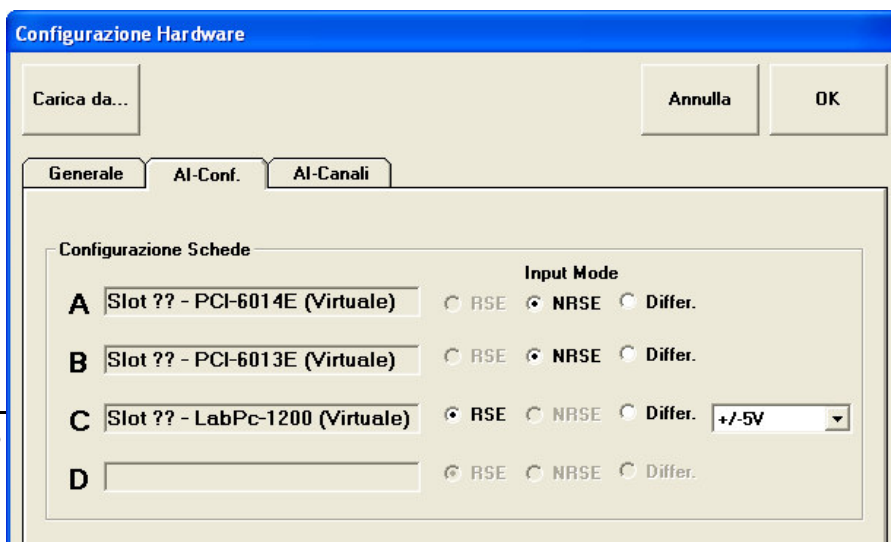 Configurazione Hardware
Carica da...
Annulla
OK
Generale
AI-Conf.
AI-Canali
Configurazione Schede
Input Mode
A Slot ?? - PCI-6014E (Virtuale) RSE NRSE Differ.
B Slot ?? - PCI-6013E (Virtuale) RSE NRSE Differ.
C Slot ?? - LabPc-1200 (Virtuale) RSE NRSE Differ. +/-5V
D RSE NRSE Differ.